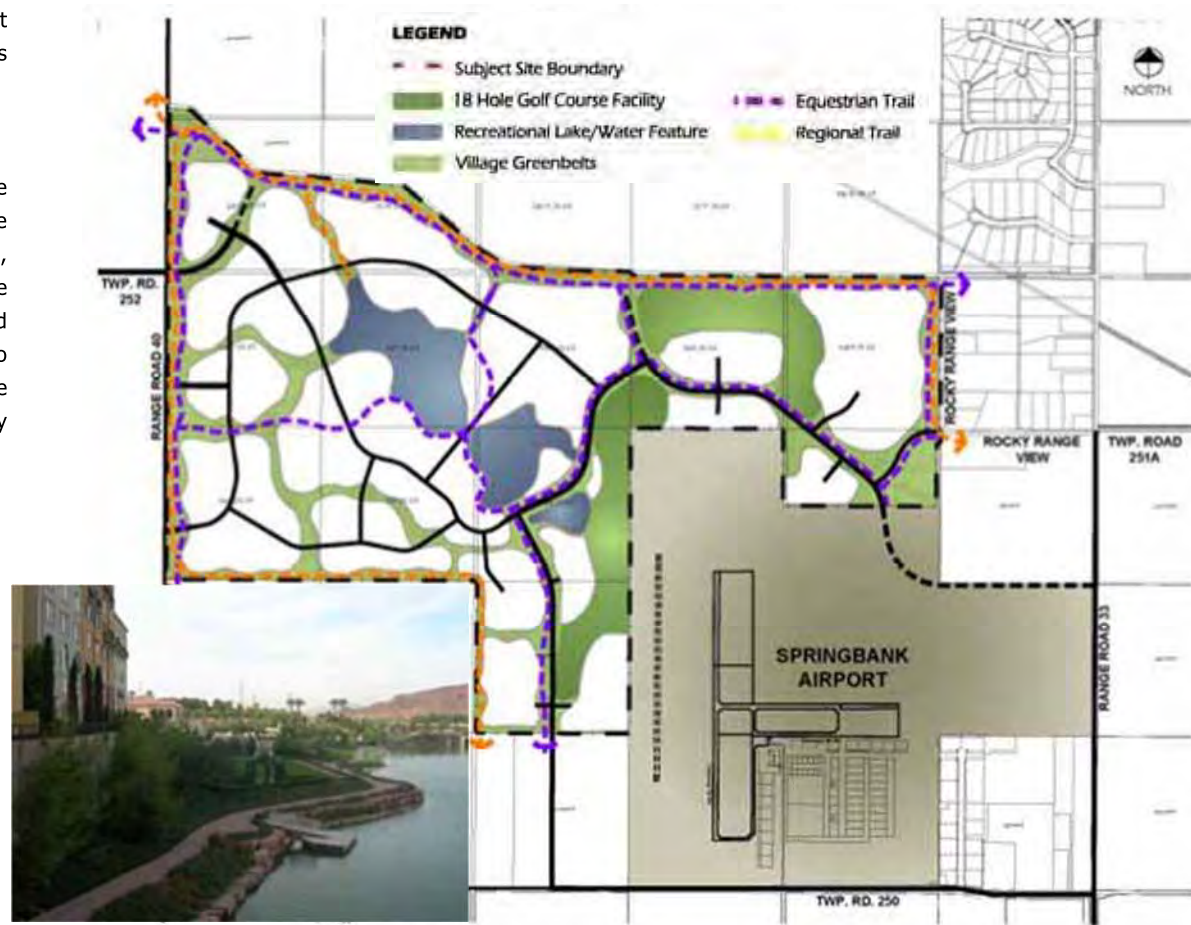 t
s
e
e
,
e
d
o
e
y
LEGEND
Subject Site Boundary
18 Hole Golf Course Facility
Recreational Lake/Water Feature
Village Greenbelts
Equestrian Trail
Regional Trail
NORTH
TWP. RD.
252
RANGE ROAD 40
ROCKY RANGE VIEW
ROCKY RANGE
VIEW
TWP. ROAD
251A
SPRINGBANK
AIRPORT
RANGE ROAD 33
TWP. RD. 250